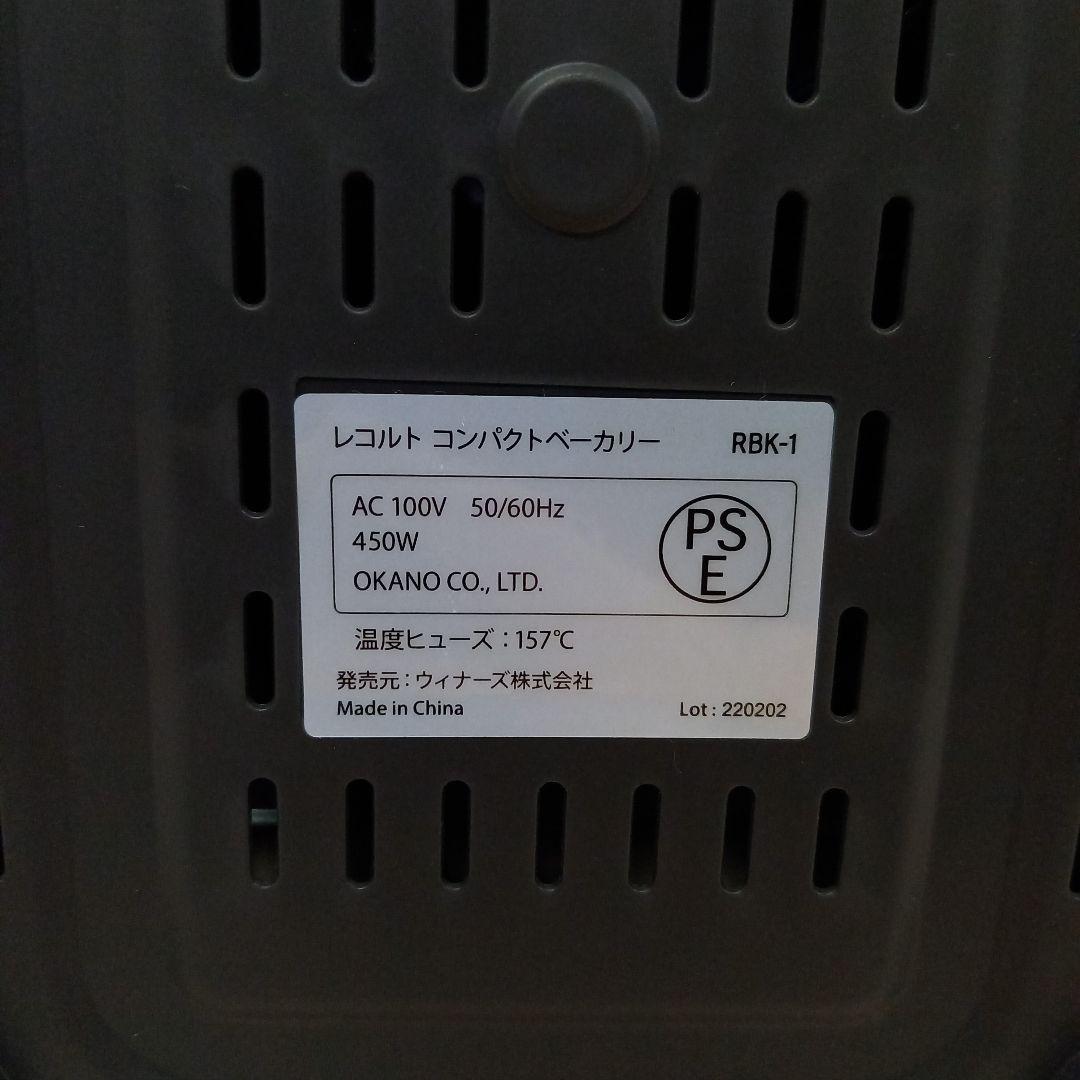 レコルト コンパクトベーカリー RBK-1
AC 100V 50/60Hz
450W
OKANO CO., LTD.
PS
E
温度ヒューズ：157℃
発売元：ウィナーズ株式会社
Made in China Lot : 220202